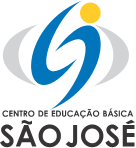 CENTRO DE EDUCAÇÃO BÁSICA
SÃO JOSÉ